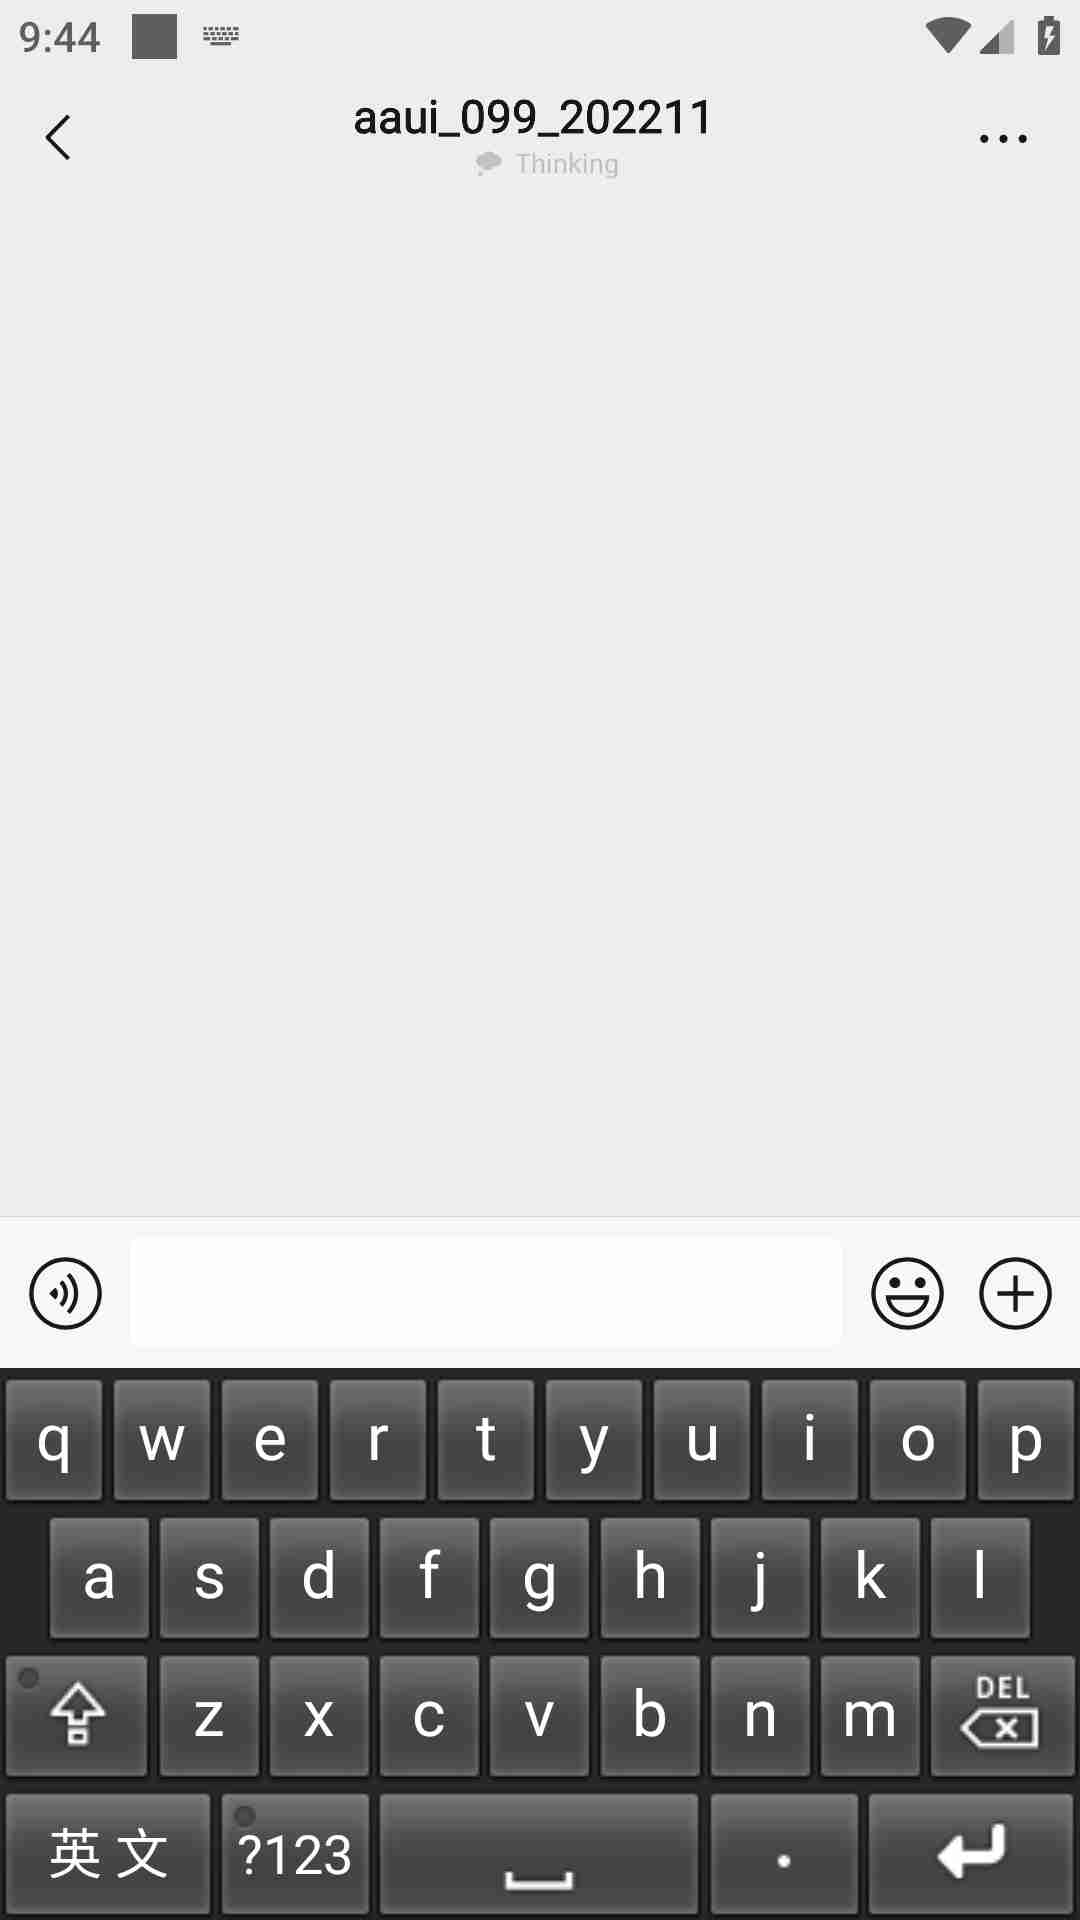 9:44
aaui_099_202211
Thinking
q w e r t y u i o p
a s d f g h j k l
z x c v b n m DEL
英文 ?123 .